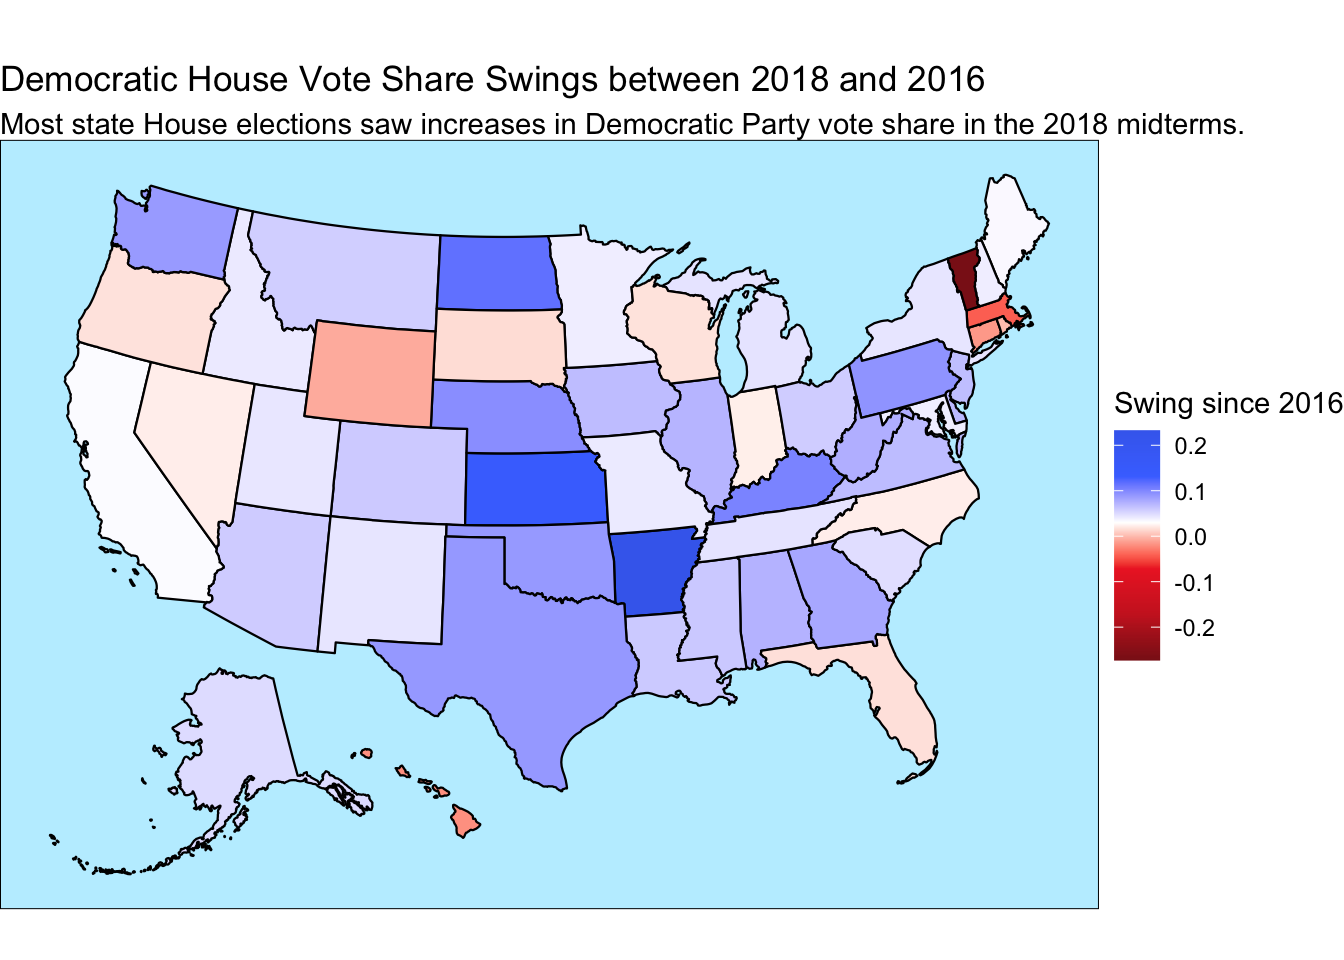 Democratic House Vote Share Swings between 2018 and 2016
Most state House elections saw increases in Democratic Party vote share in the 2018 midterms.
Swing since 2016
0.2
0.1
0.0
-0.1
-0.2